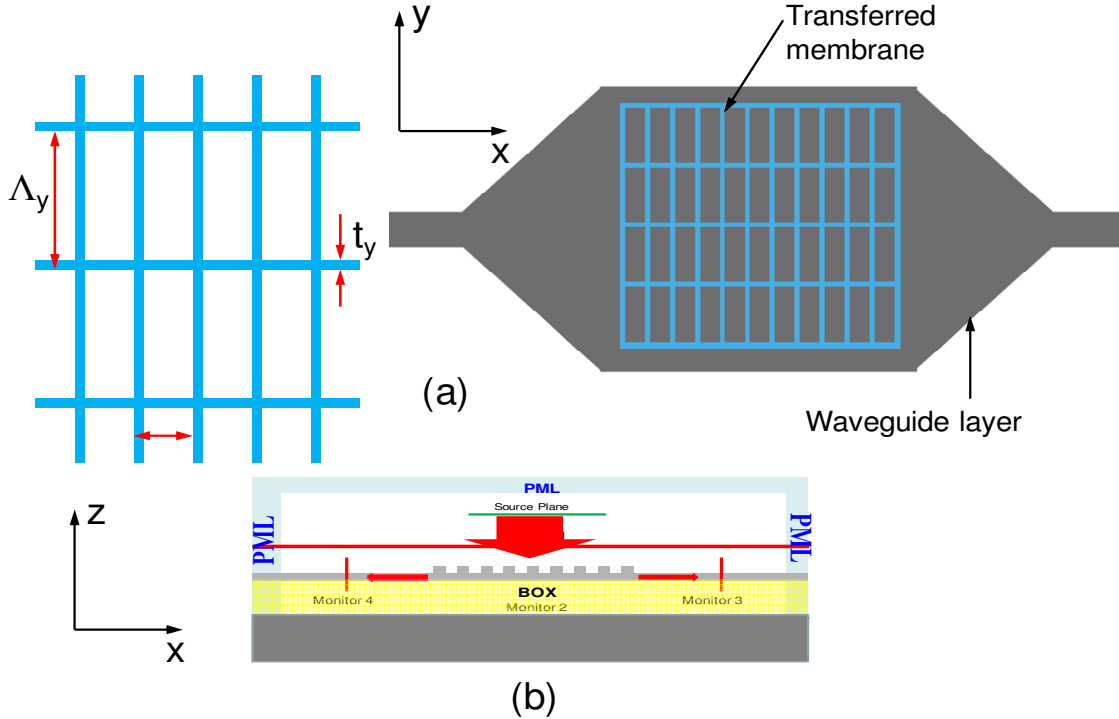 y
x
Transferred
membrane
Λy
ty
(a)
Waveguide layer
z
x
PML
Source Plane
PML
PML
BOX
Monitor 4
Monitor 2
Monitor 3
(b)